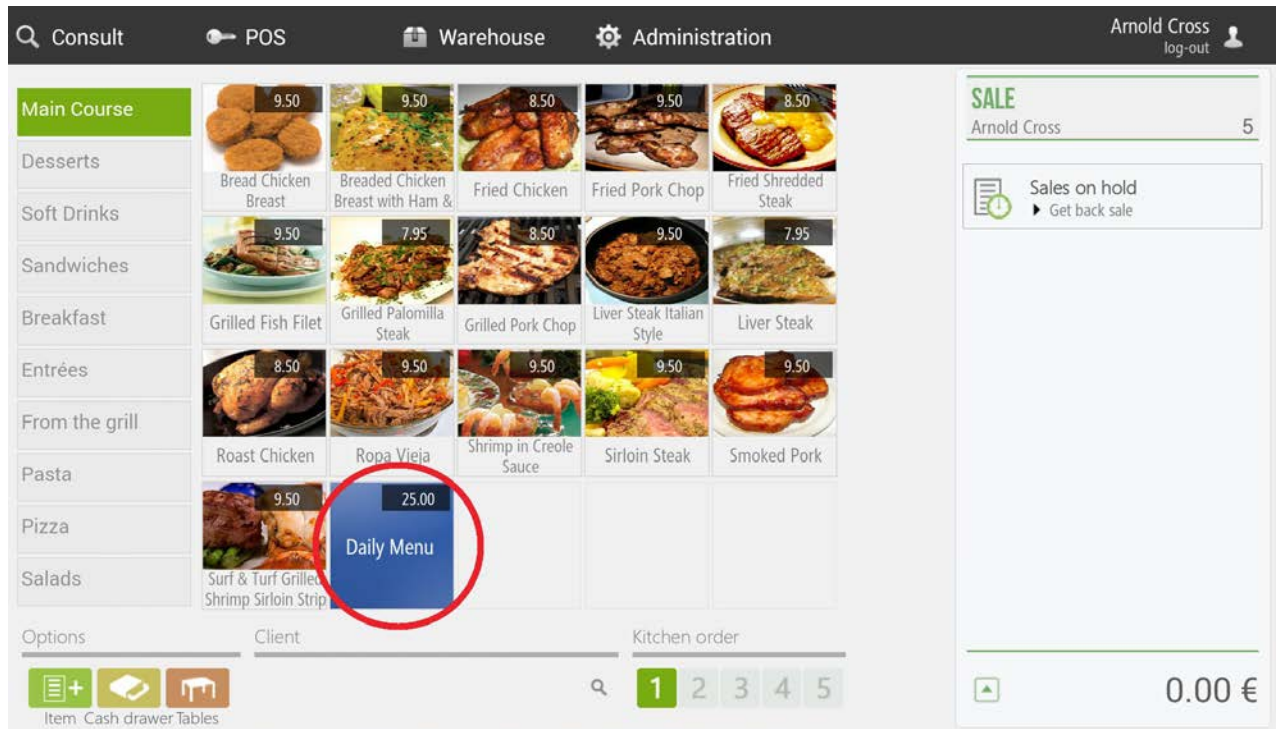 Consult
POS
Warehouse
Administration
Arnold Cross
log-out
Main Course
Desserts
Soft Drinks
Sandwiches
Breakfast
Entrées
From the grill
Pasta
Pizza
Salads
9.50
Bread Chicken
Breast
9.50
Breaded Chicken
Breast with Ham &
8.50
Fried Chicken
9.50
Fried Pork Chop
8.50
Fried Shredded
Steak
9.50
Grilled Fish Filet
7.95
Grilled Palomilla
Steak
8.50
Grilled Pork Chop
9.50
Liver Steak Italian
Style
7.95
Liver Steak
8.50
Roast Chicken
9.50
Ropa Vieja
9.50
Shrimp in Creole
Sauce
9.50
Sirloin Steak
9.50
Smoked Pork
9.50
Surf & Turf Grilled
Shrimp Sirloin Strip
25.00
Daily Menu
SALE
Arnold Cross 5
Sales on hold
Get back sale
Options
Client
Kitchen order
Item Cash drawer Tables
1 2 3 4 5
0.00 €